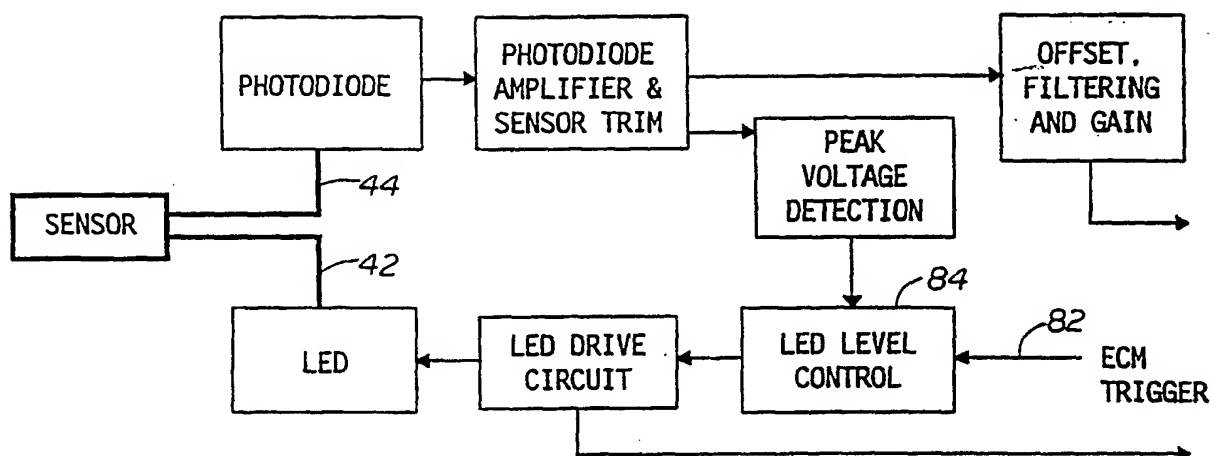 PHOTODIODE
PHOTODIODE
AMPLIFIER &
SENSOR TRIM
OFFSET.
FILTERING
AND GAIN
PEAK
VOLTAGE
DETECTION
44
SENSOR
42
84
82
LED
LED DRIVE
CIRCUIT
LED LEVEL
CONTROL
ECM
TRIGGER